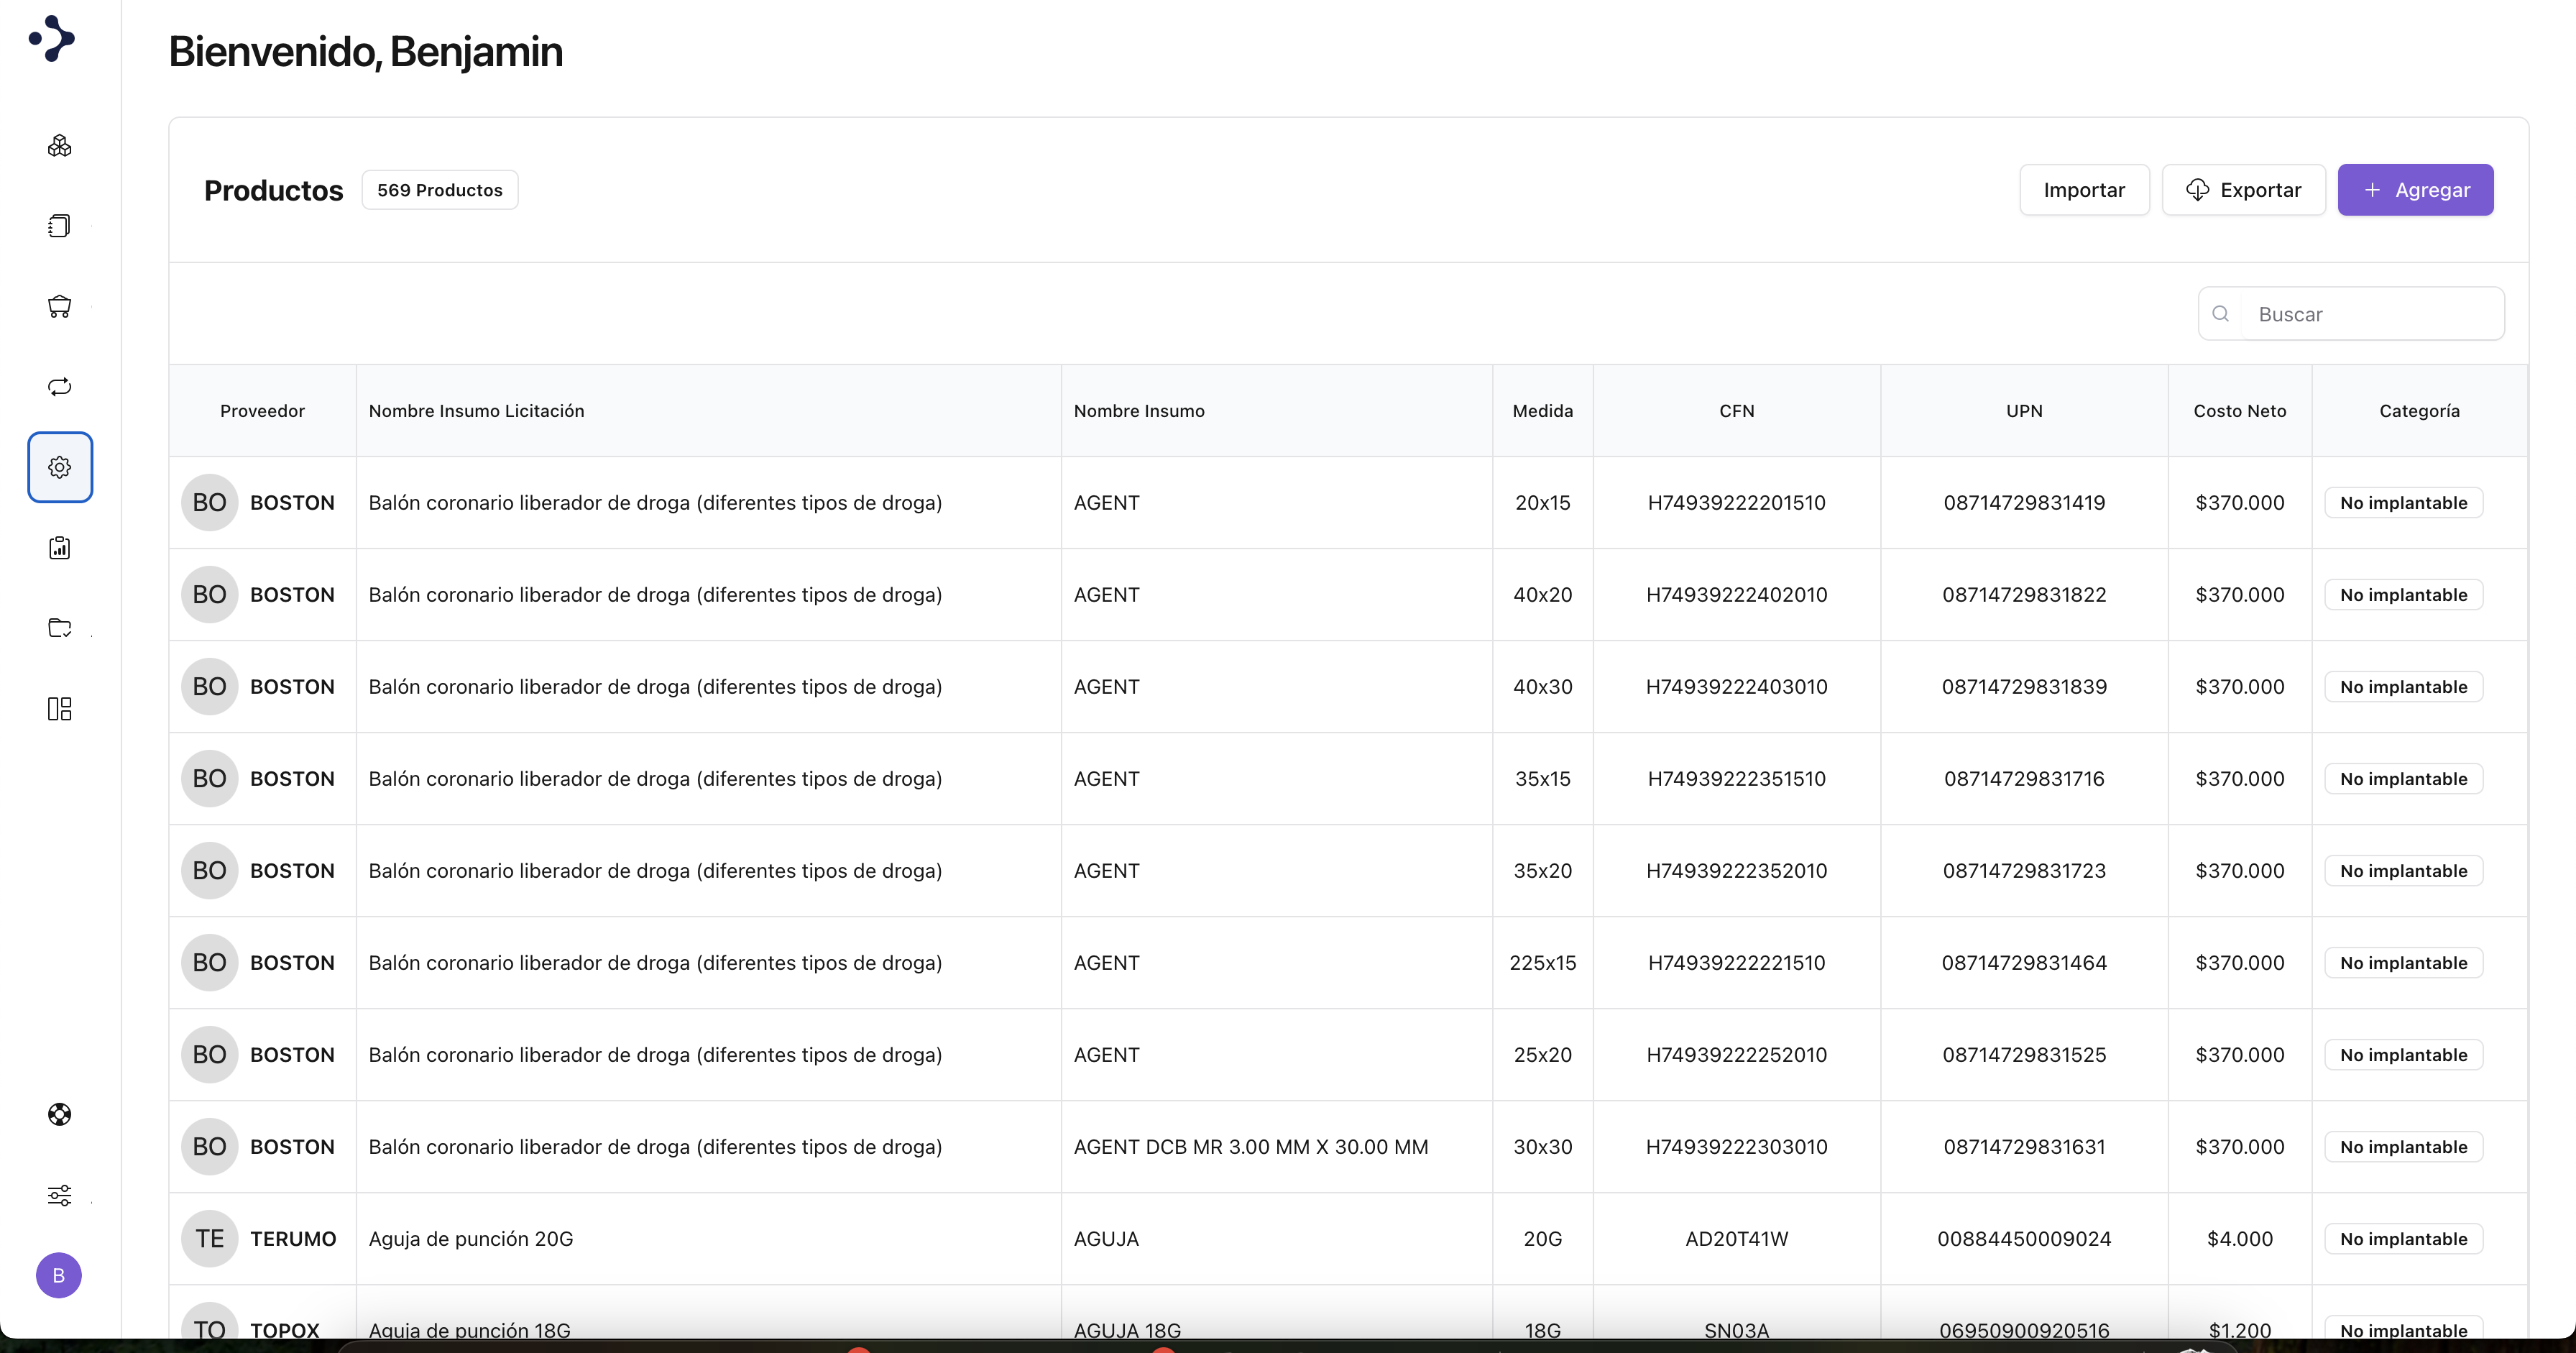 Bienvenido, Benjamin
Productos 569 Productos Importar Exportar + Agregar
Buscar
Proveedor Nombre Insumo Licitación Nombre Insumo Medida CFN UPN Costo Neto Categoría
BO BOSTON Balón coronario liberador de droga (diferentes tipos de droga) AGENT 20x15 H74939222201510 08714729831419 $370.000 No implantable
BO BOSTON Balón coronario liberador de droga (diferentes tipos de droga) AGENT 40x20 H74939222402010 08714729831822 $370.000 No implantable
BO BOSTON Balón coronario liberador de droga (diferentes tipos de droga) AGENT 40x30 H74939222403010 08714729831839 $370.000 No implantable
BO BOSTON Balón coronario liberador de droga (diferentes tipos de droga) AGENT 35x15 H74939222351510 08714729831716 $370.000 No implantable
BO BOSTON Balón coronario liberador de droga (diferentes tipos de droga) AGENT 35x20 H74939222352010 08714729831723 $370.000 No implantable
BO BOSTON Balón coronario liberador de droga (diferentes tipos de droga) AGENT 225x15 H74939222221510 08714729831464 $370.000 No implantable
BO BOSTON Balón coronario liberador de droga (diferentes tipos de droga) AGENT 25x20 H74939222252010 08714729831525 $370.000 No implantable
BO BOSTON Balón coronario liberador de droga (diferentes tipos de droga) AGENT DCB MR 3.00 MM X 30.00 MM 30x30 H74939222303010 08714729831631 $370.000 No implantable
TE TERUMO Aguja de punción 20G AGUJA 20G AD20T41W 00884450009024 $4.000 No implantable
TO TOPOX Aguja de punción 18G AGUJA 18G 18G SN03A 06950900920516 $1.200 No implantable
B